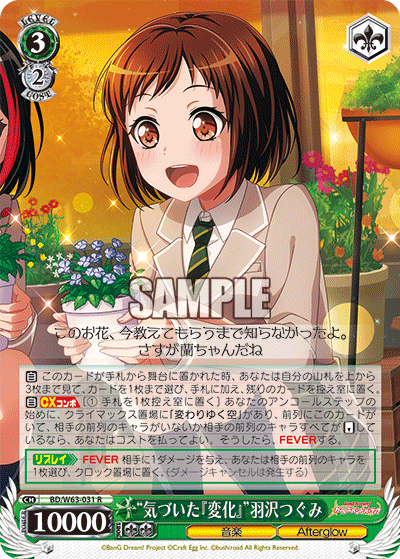 LEVEL
3
2
COST
SAMPLE
このお花、今教えてもらうまで知らなかったよ。
さすが蘭ちゃんだね
このカードが手札から舞台に置かれた時、あなたは自分の山札を上から
3枚まで見て、カードを1枚まで選び、手札に加え、残りのカードを控え室に置く。
CXコンボ [① 手札を1枚控え室に置く] あなたのアンコールステップ
の始めに、クライマックス置場に「変わりゆく空」があり、前列にこのカードがい
て、相手の前列のキャラがいないか相手の前列のキャラすべてが しているな
ら、あなたはコストを払ってよい。そうしたら、FEVERする。
リプレイ FEVER 相手に1ダメージを与え、あなたは相手の前列のキャラを
1枚選び、クロック置場に置く。(ダメージキャンセルは発生する)
CH
BD/W63-031 R
10000
“気づいた『変化』”羽沢つぐみ
音楽
Afterglow
©BanG Dream! Project ©Craft Egg Inc. ©bushiroad All Rights Reserved.